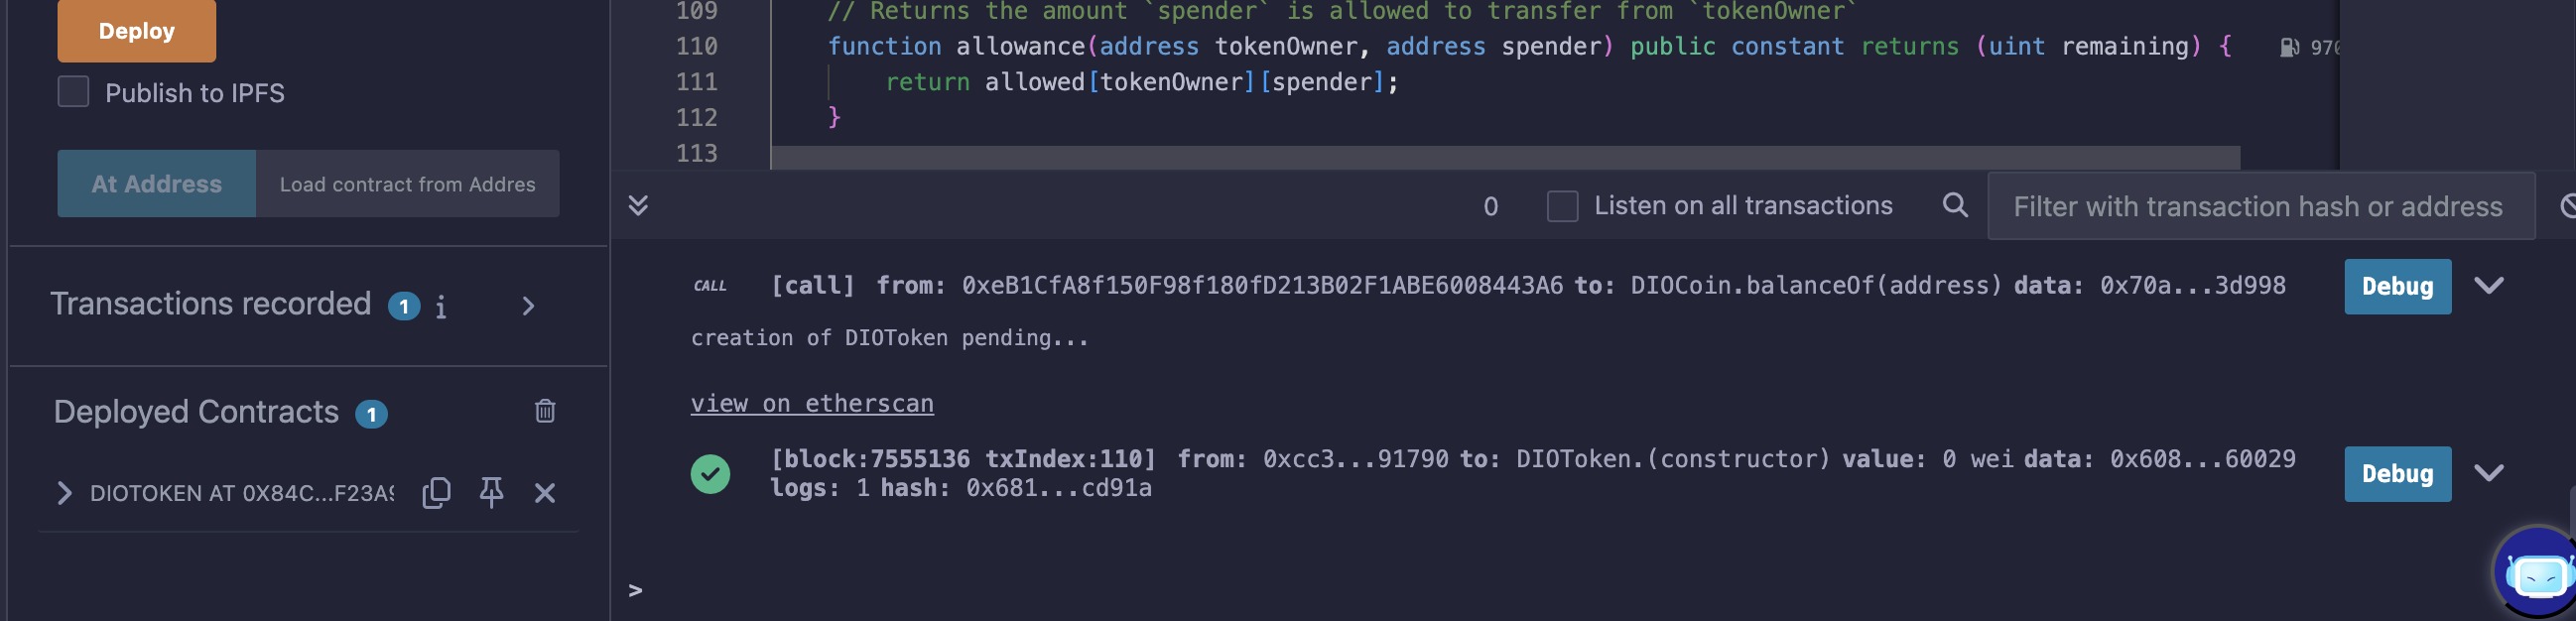 Deploy
Publish to IPFS
At Address
Load contract from Addres
Transactions recorded 1 i
Deployed Contracts 1
DIOTOKEN AT 0X84C...F23A9
109 // Returns the amount `spender` is allowed to transfer from `tokenOwner`
110 function allowance(address tokenOwner, address spender) public constant returns (uint remaining) { 970
111 return allowed[tokenOwner][spender];
112 }
113
0 Listen on all transactions Filter with transaction hash or address
CALL [call] from: 0xeB1CfA8f150F98f180fD213B02F1ABE6008443A6 to: DIOCoin.balanceOf(address) data: 0x70a...3d998 Debug
creation of DIOToken pending...
view on etherscan
[block:7555136 txIndex:110] from: 0xcc3...91790 to: DIOToken.(constructor) value: 0 wei data: 0x608...60029 Debug
logs: 1 hash: 0x681...cd91a
>